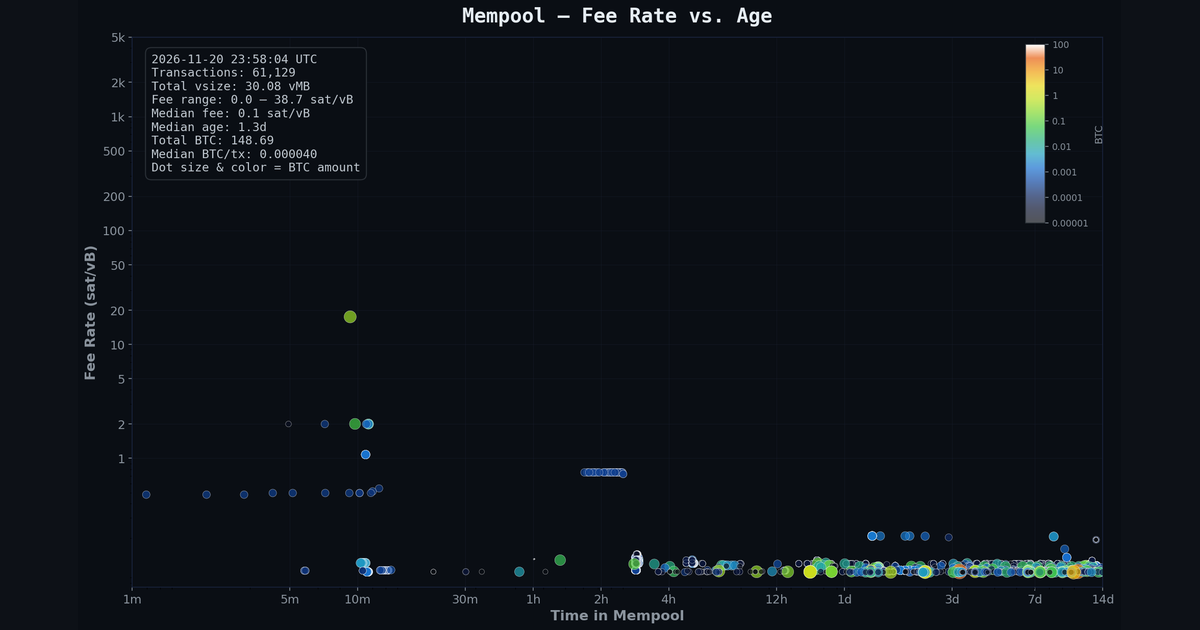 Mempool — Fee Rate vs. Age
2026-11-20 23:58:04 UTC
Transactions: 61,129
Total vsize: 30.08 vMB
Fee range: 0.0 — 38.7 sat/vB
Median fee: 0.1 sat/vB
Median age: 1.3d
Total BTC: 148.69
Median BTC/tx: 0.000040
Dot size & color = BTC amount
5k
2k
1k
500
200
100
50
20
10
5
2
1
Fee Rate (sat/vB)
100
10
1
0.1
0.01
0.001
0.0001
0.00001
BTC
1m 5m 10m 30m 1h 2h 4h 12h 1d 3d 7d 14d
Time in Mempool